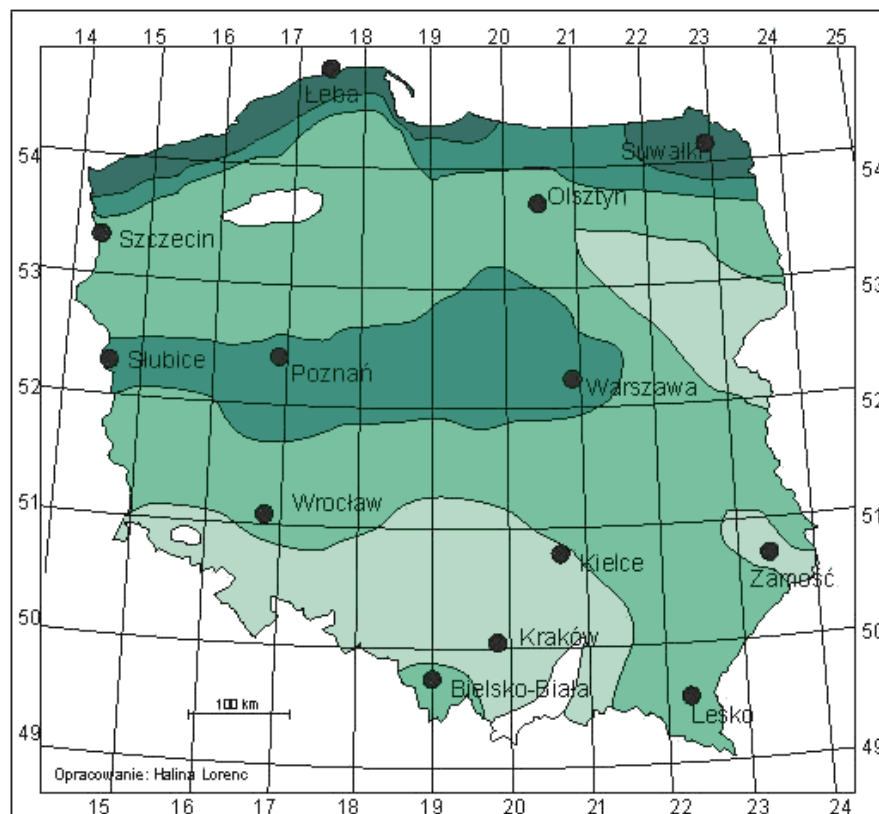 14 15 16 17 18 19 20 21 22 23 24 25
Łeba
54 Suwałki 54
Olsztyn
Szczecin
53 53
Słubice Poznań
52 Warszawa 52
51 Wrocław 51
Kielce
Zamość
50 Kraków 50
Bielsko-Biała
100 km Lesko
49 49
Opracowanie: Halina Lorenc
15 16 17 18 19 20 21 22 23 24